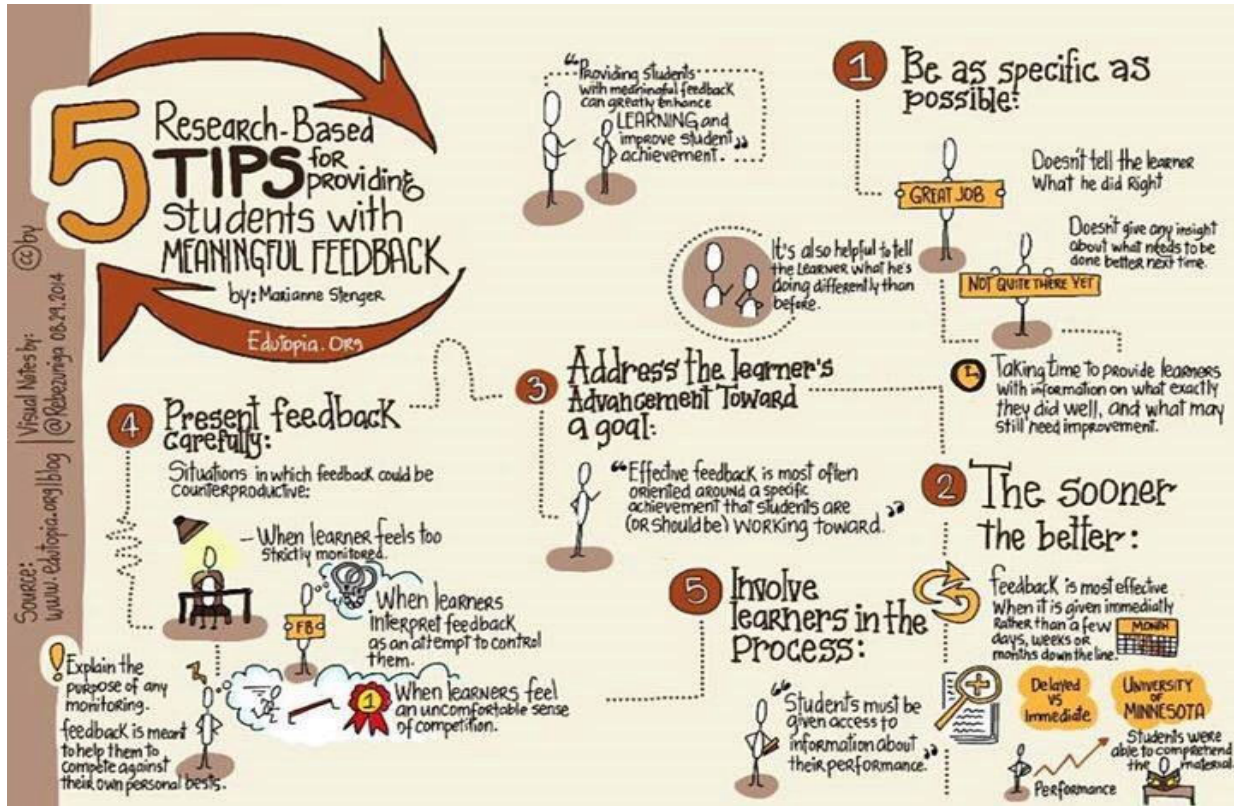 5
Research-Based
TIPS for
providing
Students with
MEANINGFUL FEEDBACK
by: Marianne Stenger
Edutopia.Org
Source:
www.edutopia.org/blog | Visual Notes by:
@Rebezuniga 08.29.2014
(cc) by
“Providing students
with meaningful feedback
can greatly enhance
LEARNING and
improve student
achievement.”
1 Be as specific as
possible:
GREAT JOB
Doesn't tell the learner
What he did Right
NOT QUITE THERE YET
Doesn't give any insight
about what needs to be
done better next time.
It's also helpful to tell
the learner what he's
doing differently than
before.
Taking time to provide learners
with information on what exactly
they did well, and what may
still need improvement.
2 The sooner
the better:
feedback is most effective
When it is given immediatly
Rather than a few
days, weeks or
months down the line.
MONTH
Delayed
VS
Immediate
UNIVERSITY
OF
MINNESOTA
Performance
Students were
able to comprehend
the material.
3 Address the learner's
Advancement Toward
a goal:
“Effective feedback is most often
oriented around a specific
achievement that students are
(or should be) working toward.”
4 Present feedback
carefully:
Situations in which feedback could be
counterproductive:
- When learner feels too
strictly monitored.
FB
When learners
interpret feedback
as an attempt to control
them.
1
When learners feel
an uncomfortable sense
of competition.
! Explain the
purpose of any
monitoring.
feedback is meant
to help them to
compete against
their own personal bests.
5 Involve
learners in the
Process:
“Students must be
given access to
information about
their performance.”